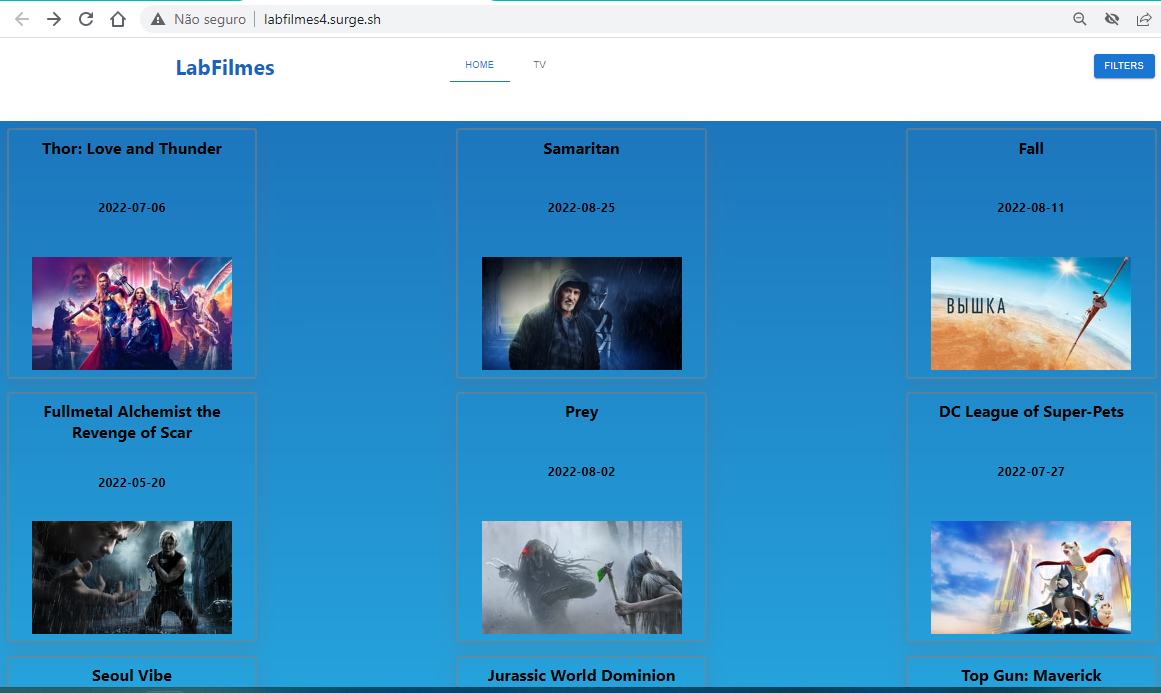 Não seguro
labfilmes4.surge.sh
LabFilmes
HOME
TV
FILTERS
Thor: Love and Thunder
2022-07-06
Samaritan
2022-08-25
Fall
2022-08-11
ВЫШКА
Fullmetal Alchemist the
Revenge of Scar
2022-05-20
Prey
2022-08-02
DC League of Super-Pets
2022-07-27
Seoul Vibe
Jurassic World Dominion
Top Gun: Maverick